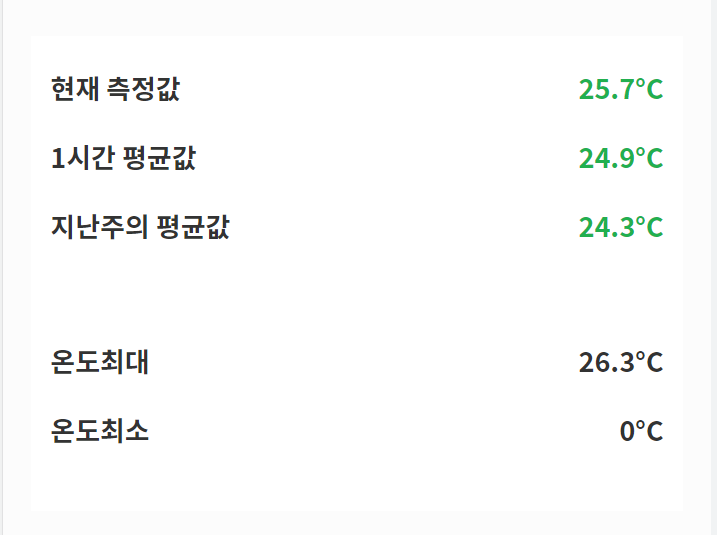 현재 측정값 25.7°C
1시간 평균값 24.9°C
지난주의 평균값 24.3°C
온도최대 26.3°C
온도최소 0°C